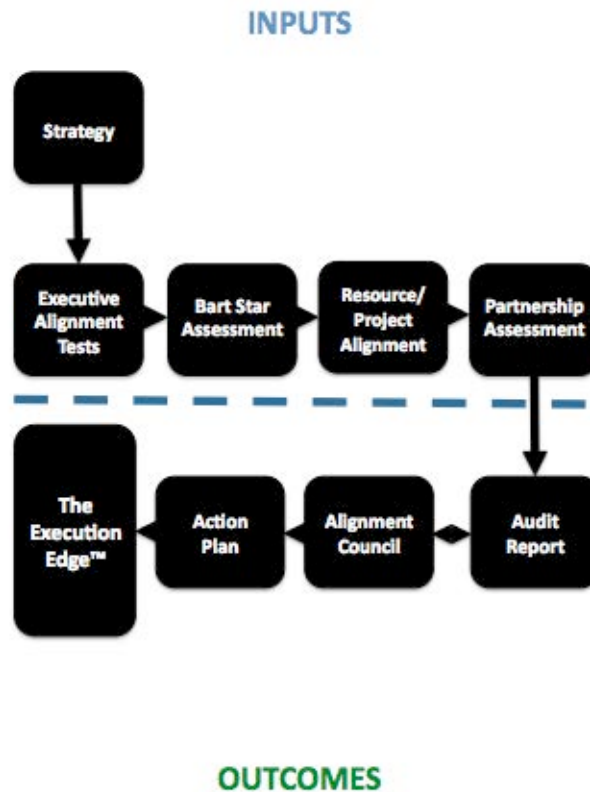 INPUTS
Strategy
Executive
Alignment
Tests
Bart Star
Assessment
Resource/
Project
Alignment
Partnership
Assessment
The
Execution
Edge™
Action
Plan
Alignment
Council
Audit
Report
OUTCOMES